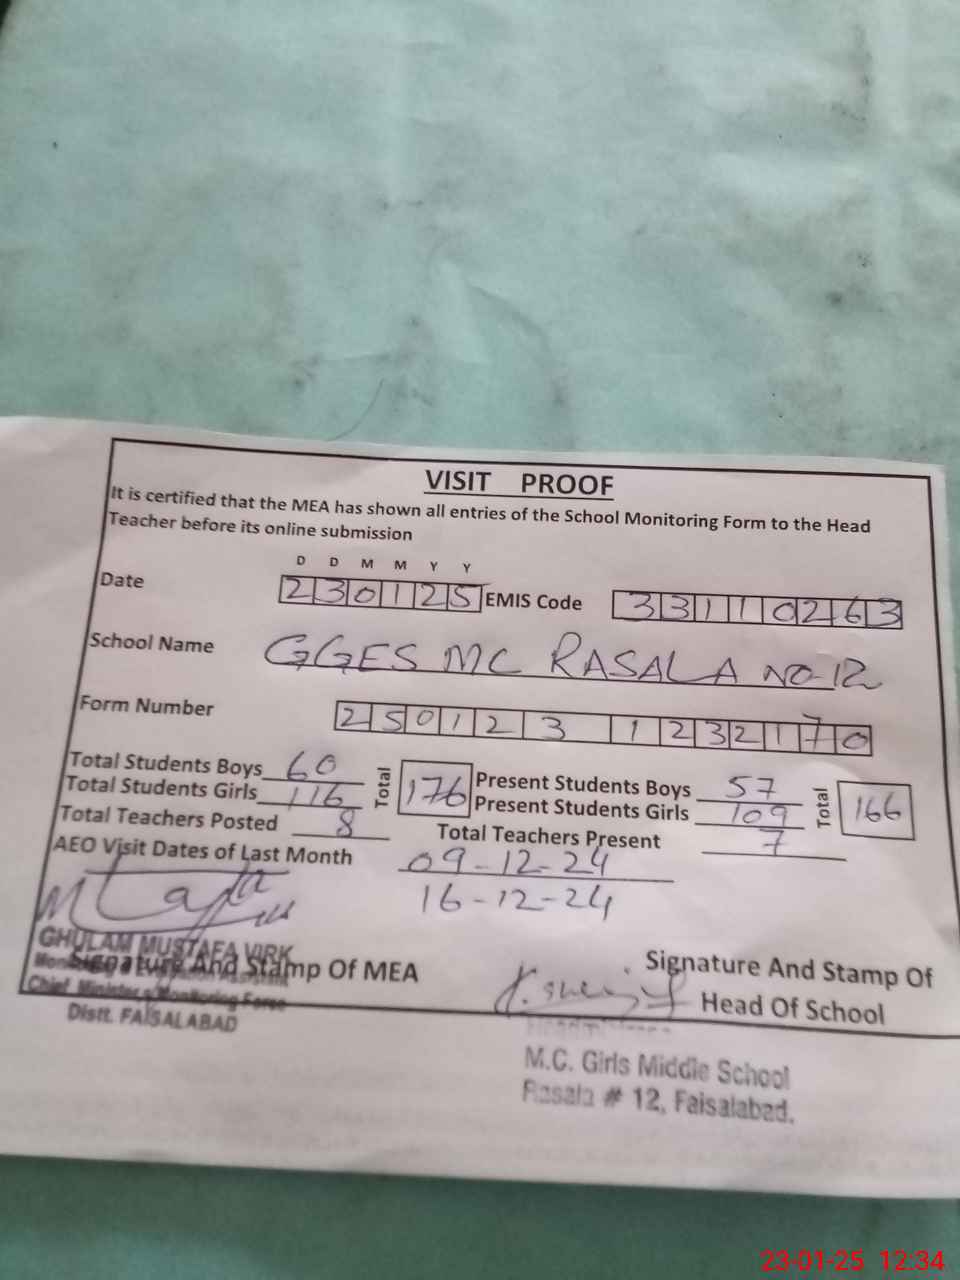 VISIT PROOF
It is certified that the MEA has shown all entries of the School Monitoring Form to the Head
Teacher before its online submission
D D M M Y Y
Date 230125 EMIS Code 33110263
School Name GGES MC RASALA NO-12
Form Number 2501231232170
Total Students Boys 60 Total 176 Present Students Boys 57 Total 166
Total Students Girls 116 Present Students Girls 109
Total Teachers Posted 8 Total Teachers Present 7
AEO Visit Dates of Last Month 09-12-24
16-12-24
GHULAM MUSTAFA VIRK
Signature And Stamp Of MEA
Signature And Stamp Of
Head Of School
Chief Minister's Monitoring Force
Distt. FAISALABAD
M.C. Girls Middle School
Rasala # 12, Faisalabad.
23-01-25 12:34